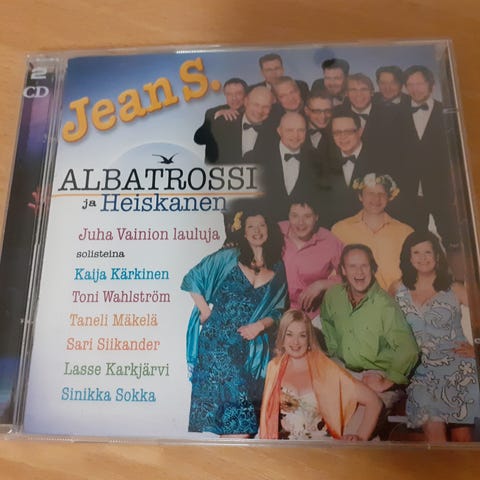 2
CD
Jean S.
ALBATROSSI
ja Heiskanen
Juha Vainion lauluja
solisteina
Kaija Kärkinen
Toni Wahlström
Taneli Mäkelä
Sari Siikander
Lasse Karkjärvi
Sinikka Sokka